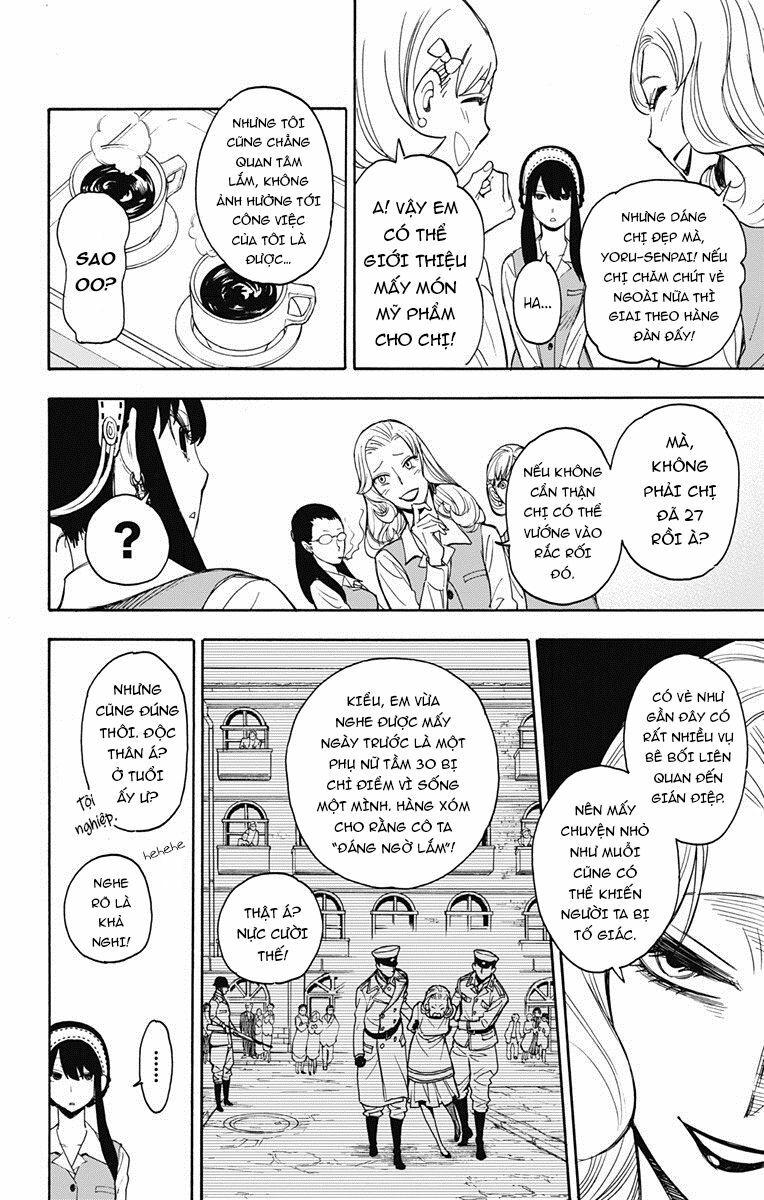 NHƯNG DÁNG
CHỊ ĐẸP MÀ,
YORU-SENPAI! NẾU
CHỊ CHĂM CHÚT VẺ
NGOÀI NỮA THÌ
GIAI THEO HÀNG
ĐÀN ĐẤY!
HA...
A! VẬY EM
CÓ THỂ
GIỚI THIỆU
MẤY MÓN
MỸ PHẨM
CHO CHỊ!
NHƯNG TÔI
CŨNG CHẲNG
QUAN TÂM
LẮM, KHÔNG
ẢNH HƯỞNG TỚI
CÔNG VIỆC
CỦA TÔI LÀ
ĐƯỢC...
SAO
OO?
MÀ,
KHÔNG
PHẢI CHỊ
ĐÃ 27
RỒI À?
NẾU KHÔNG
CẨN THẬN
CHỊ CÓ THỂ
VƯỚNG VÀO
RẮC RỐI
ĐÓ.
?
CÓ VẺ NHƯ
GẦN ĐÂY CÓ
RẤT NHIỀU VỤ
BÊ BỐI LIÊN
QUAN ĐẾN
GIÁN ĐIỆP.
NÊN MẤY
CHUYỆN NHỎ
NHƯ MUỖI
CŨNG CÓ
THỂ KHIẾN
NGƯỜI TA BỊ
TỐ GIÁC.
KIỂU, EM VỪA
NGHE ĐƯỢC MẤY
NGÀY TRƯỚC LÀ MỘT
PHỤ NỮ TẦM 30 BỊ
CHỈ ĐIỂM VÌ SỐNG
MỘT MÌNH. HÀNG XÓM
CHO RẰNG CÔ TA
"ĐÁNG NGỜ LẮM"!
THẬT Á?
NỰC CƯỜI
THẾ!
NHƯNG
CŨNG ĐÚNG
THÔI. ĐỘC
THÂN Á?
Ở TUỔI
ẤY Ư?
tội
nghiệp.
hehehe
NGHE
RÕ LÀ
KHẢ
NGHI!
......